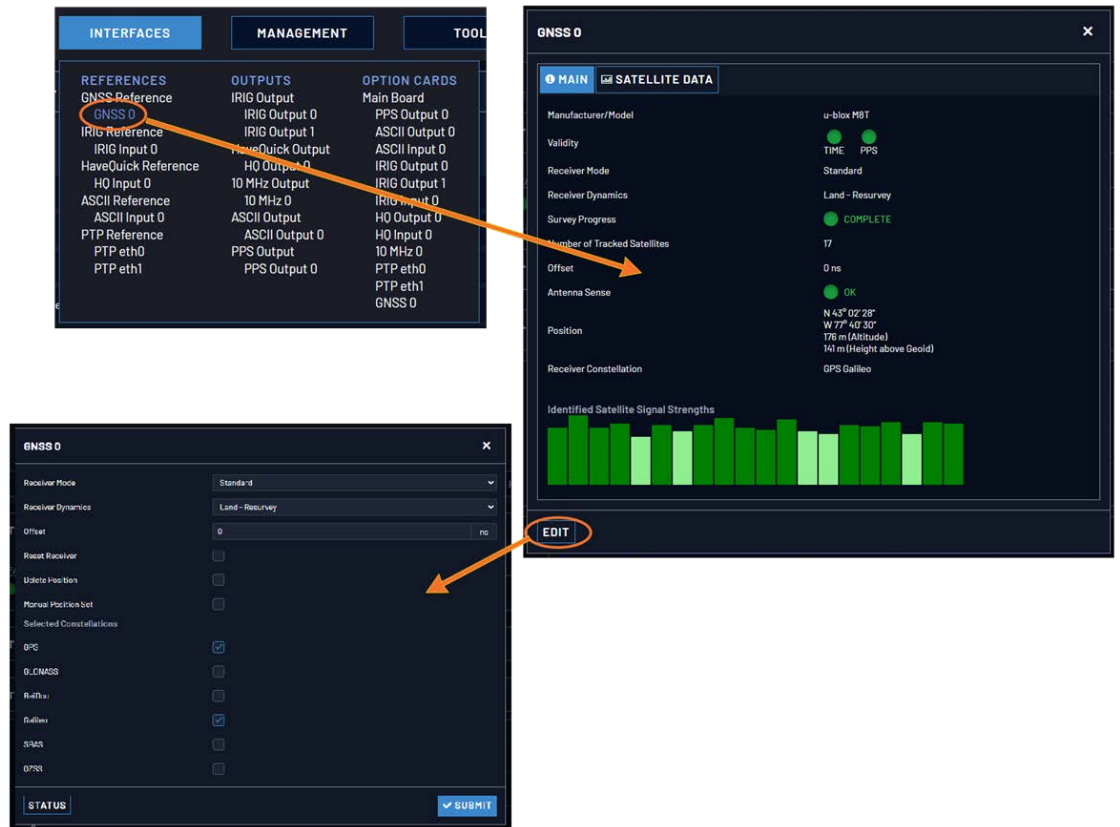 INTERFACES
MANAGEMENT
TOOL
REFERENCES
GNSS Reference
GNSS 0
IRIG Reference
IRIG Input 0
HaveQuick Reference
HQ Input 0
ASCII Reference
ASCII Input 0
PTP Reference
PTP eth0
PTP eth1
OUTPUTS
IRIG Output
IRIG Output 0
IRIG Output 1
HaveQuick Output
HQ Output 0
10 MHz Output
10 MHz 0
ASCII Output
ASCII Output 0
PPS Output
PPS Output 0
OPTION CARDS
Main Board
PPS Output 0
ASCII Output 0
ASCII Input 0
IRIG Output 0
IRIG Output 1
IRIG Input 0
HQ Output 0
HQ Input 0
10 MHz 0
PTP eth0
PTP eth1
GNSS 0
GNSS 0
MAIN
SATELLITE DATA
Manufacturer/Model u-blox M8T
Validity TIME PPS
Receiver Mode Standard
Receiver Dynamics Land - Resurvey
Survey Progress COMPLETE
Number of Tracked Satellites 17
Offset 0 ns
Antenna Sense OK
Position
N 43° 02' 28"
W 77° 40' 30"
176 m (Altitude)
141 m (Height above Geoid)
Receiver Constellation GPS Galileo
Identified Satellite Signal Strengths
EDIT
GNSS 0
Receiver Mode Standard
Receiver Dynamics Land - Resurvey
Offset 0 ns
Reset Receiver
Delete Position
Manual Position Set
Selected Constellations
GPS
GLONASS
BeiDou
Galileo
SBAS
QZSS
STATUS
SUBMIT